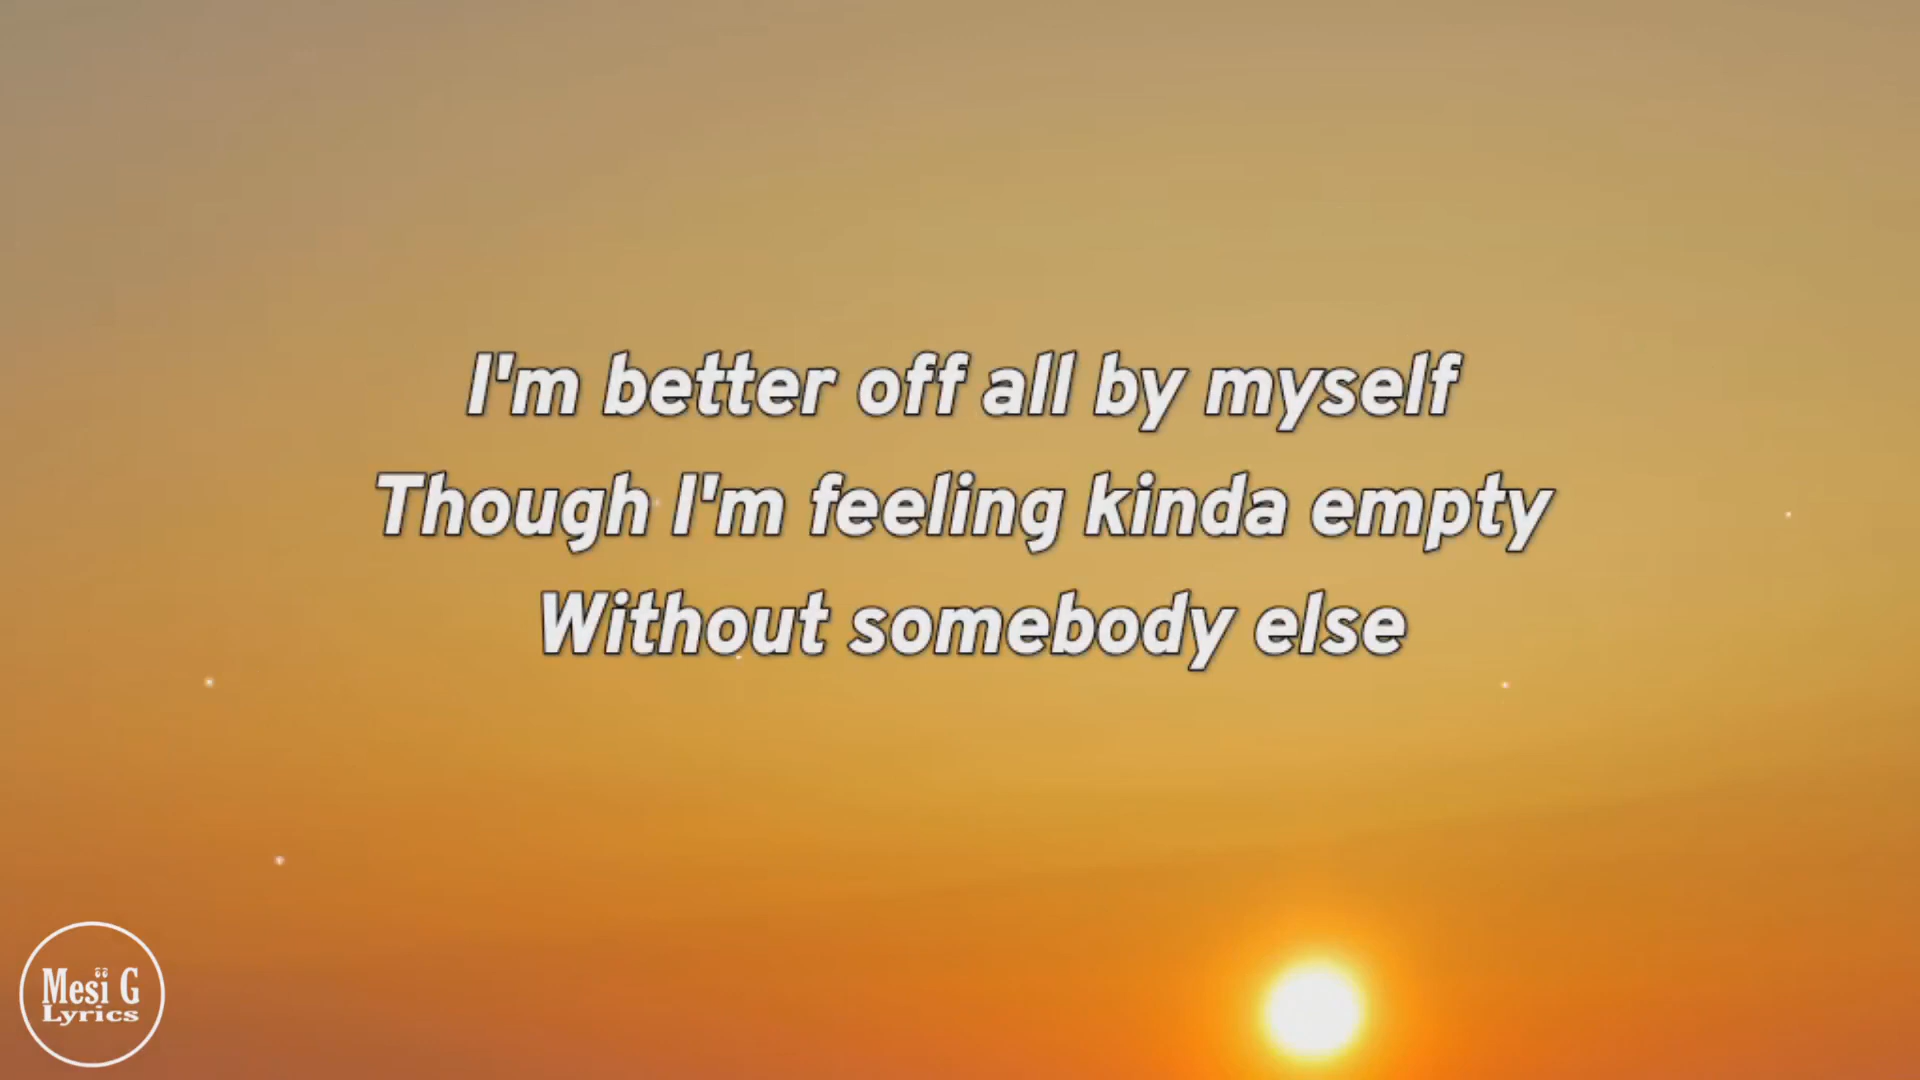 I'm better off all by myself
Though I'm feeling kinda empty
Without somebody else
Mesi G
Lyrics